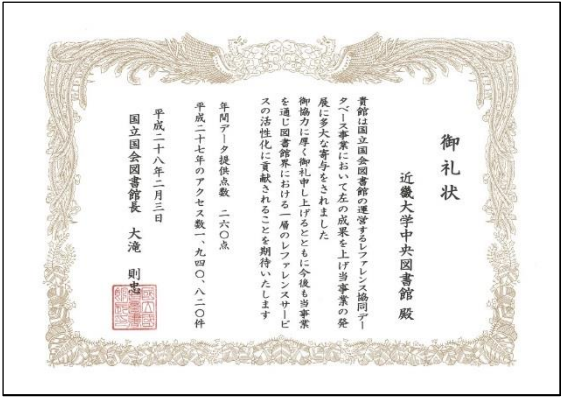 御礼状
近畿大学中央図書館 殿
貴館は国立国会図書館の運営するレファレンス協同デー
タベース事業において左の成果を上げ当事業の発
展に多大な寄与をされました
御協力に厚く御礼申し上げるとともに今後も当事業
を通じ図書館界における一層のレファレンスサービ
スの活性化に貢献されることを期待いたします
年間データ提供点数 二六〇点
平成二十七年のアクセス数一、九四〇、八二〇件
平成二十八年二月三日
国立国会図書館長 大滝 則忠